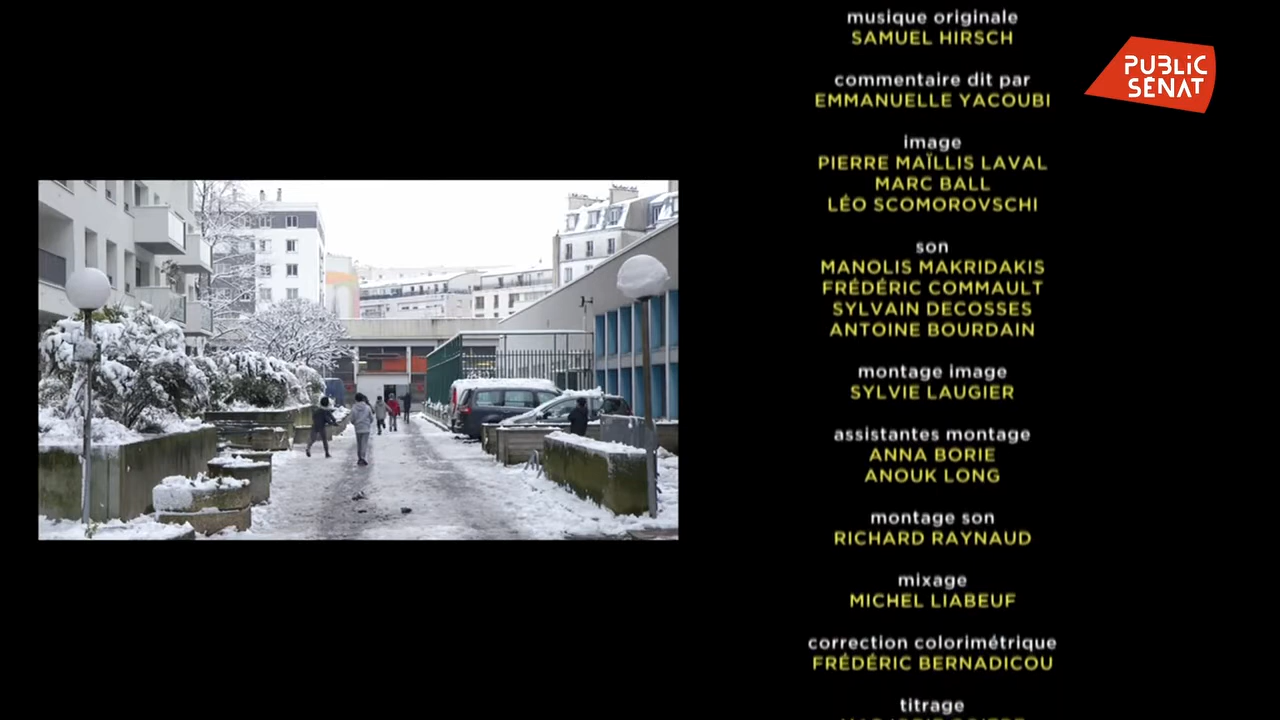 musique originale
SAMUEL HIRSCH
commentaire dit par
EMMANUELLE YACOUBI
image
PIERRE MAÏLLIS LAVAL
MARC BALL
LÉO SCOMOROVSCHI
son
MANOLIS MAKRIDAKIS
FRÉDÉRIC COMMAULT
SYLVAIN DECOSSES
ANTOINE BOURDAIN
montage image
SYLVIE LAUGIER
assistantes montage
ANNA BORIE
ANOUK LONG
montage son
RICHARD RAYNAUD
mixage
MICHEL LIABEUF
correction colorimétrique
FRÉDÉRIC BERNADICOU
titrage
PUBLIC
SÉNAT